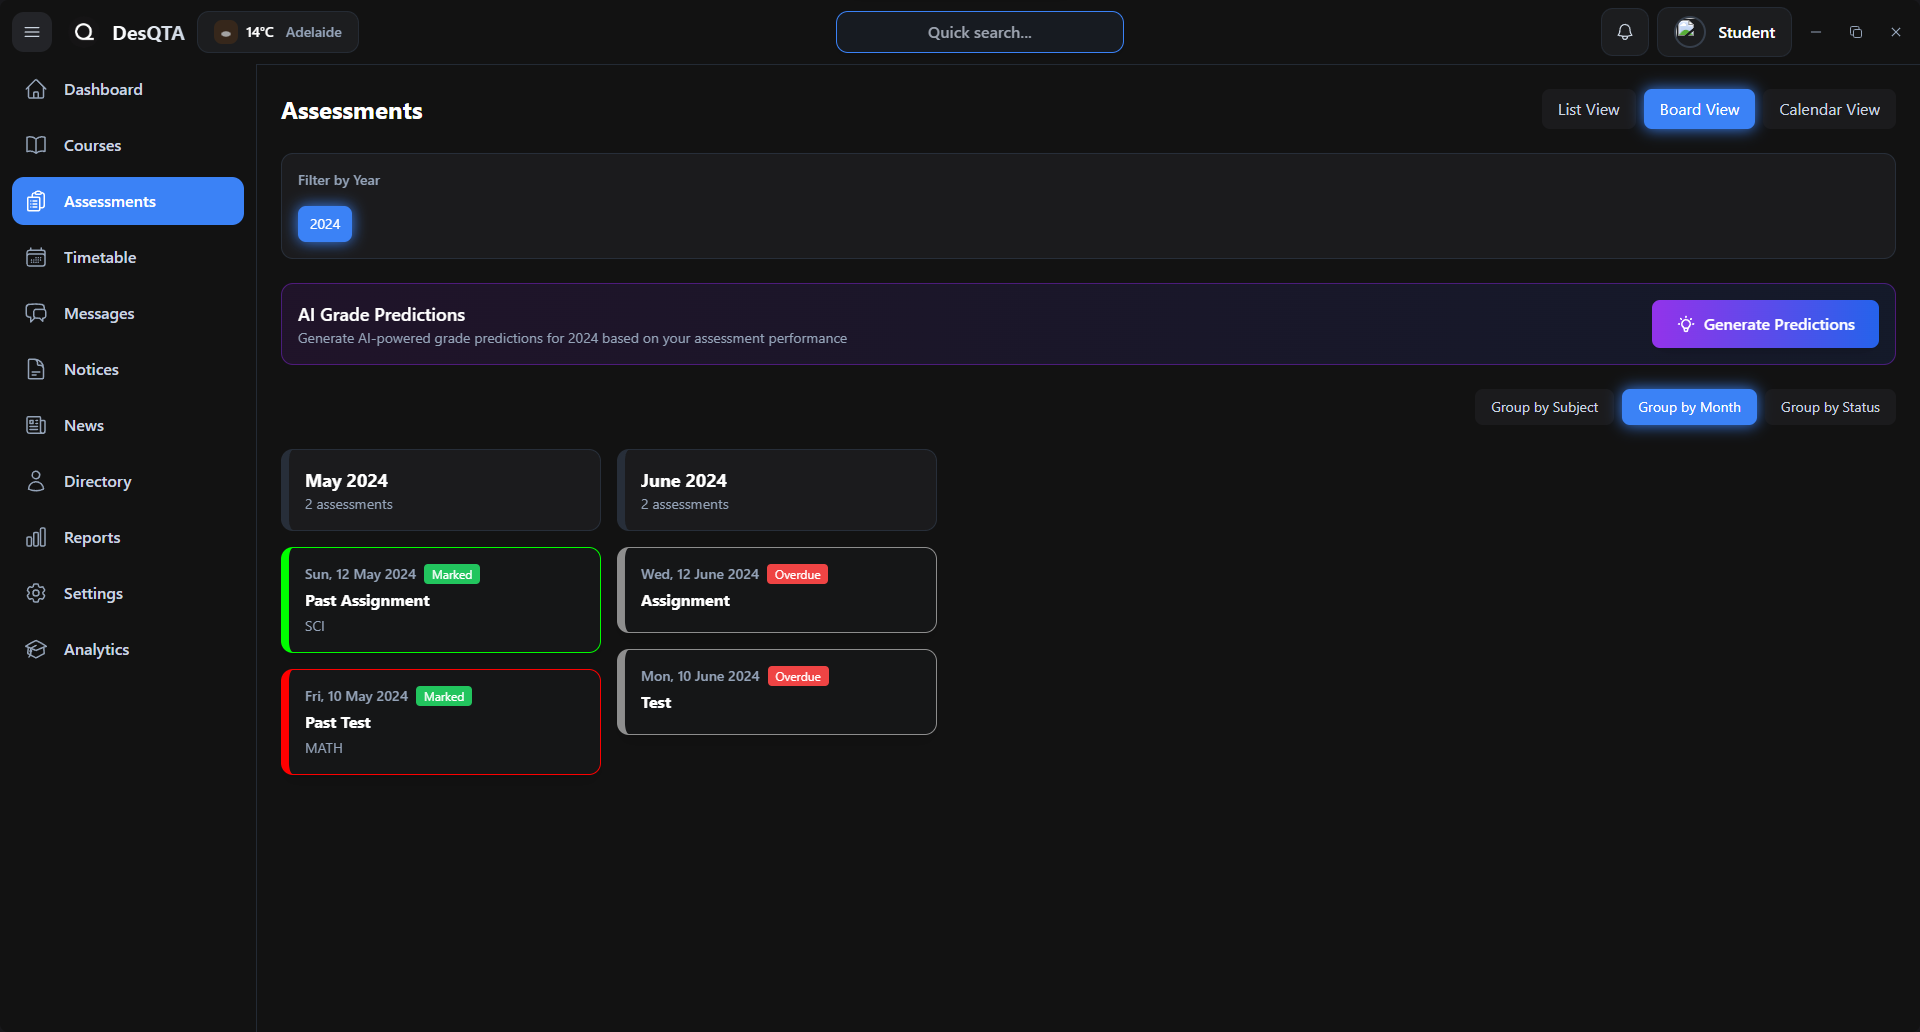 DesQTA
14°C Adelaide
Quick search...
Student
Dashboard
Courses
Assessments
Timetable
Messages
Notices
News
Directory
Reports
Settings
Analytics
Assessments
List View
Board View
Calendar View
Filter by Year
2024
AI Grade Predictions
Generate AI-powered grade predictions for 2024 based on your assessment performance
Generate Predictions
Group by Subject
Group by Month
Group by Status
May 2024
2 assessments
Sun, 12 May 2024 Marked
Past Assignment
SCI
Fri, 10 May 2024 Marked
Past Test
MATH
June 2024
2 assessments
Wed, 12 June 2024 Overdue
Assignment
Mon, 10 June 2024 Overdue
Test